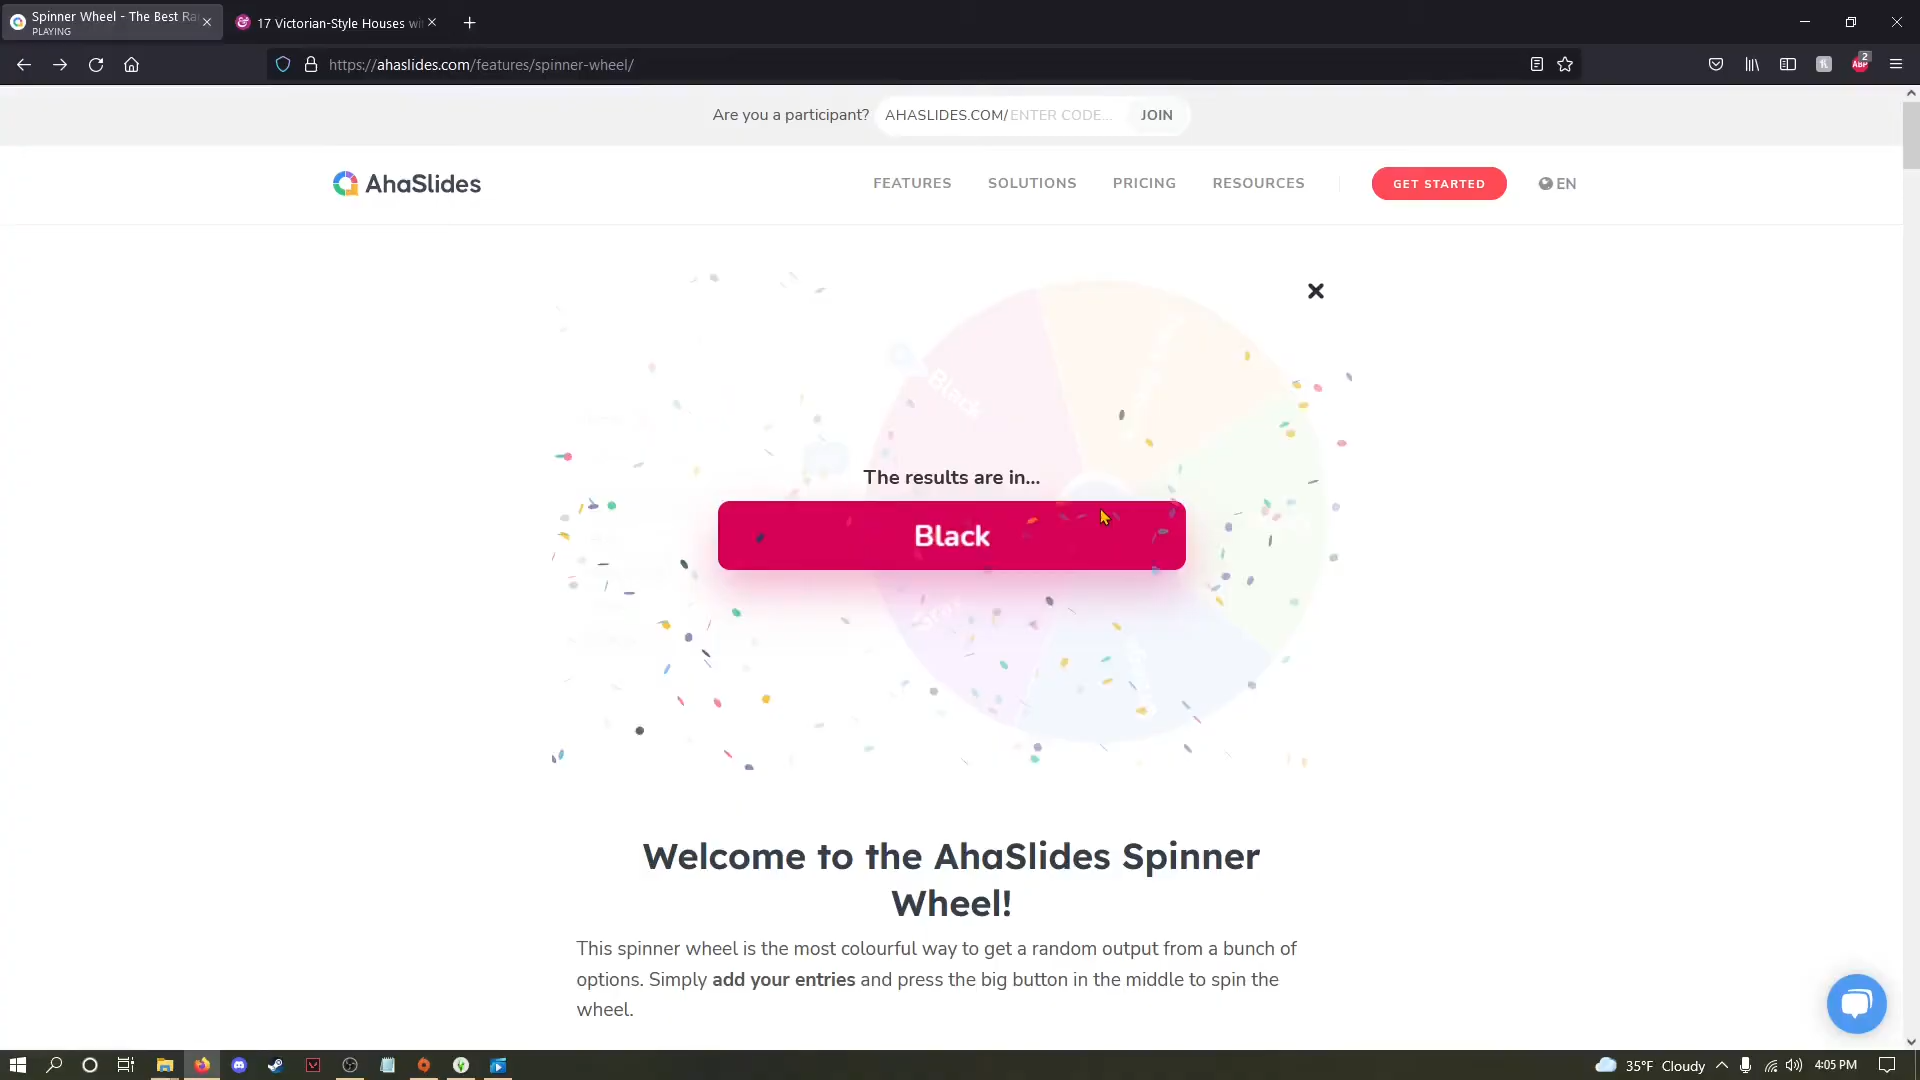 Spinner Wheel - The Best Ra
PLAYING
17 Victorian-Style Houses wi
https://ahaslides.com/features/spinner-wheel/
2
ABP
Are you a participant? AHASLIDES.COM/ENTER CODE... JOIN
AhaSlides
FEATURES SOLUTIONS PRICING RESOURCES GET STARTED EN
Black
The results are in...
Black
Welcome to the AhaSlides Spinner
Wheel!
This spinner wheel is the most colourful way to get a random output from a bunch of
options. Simply add your entries and press the big button in the middle to spin the
wheel.
35°F Cloudy 4:05 PM